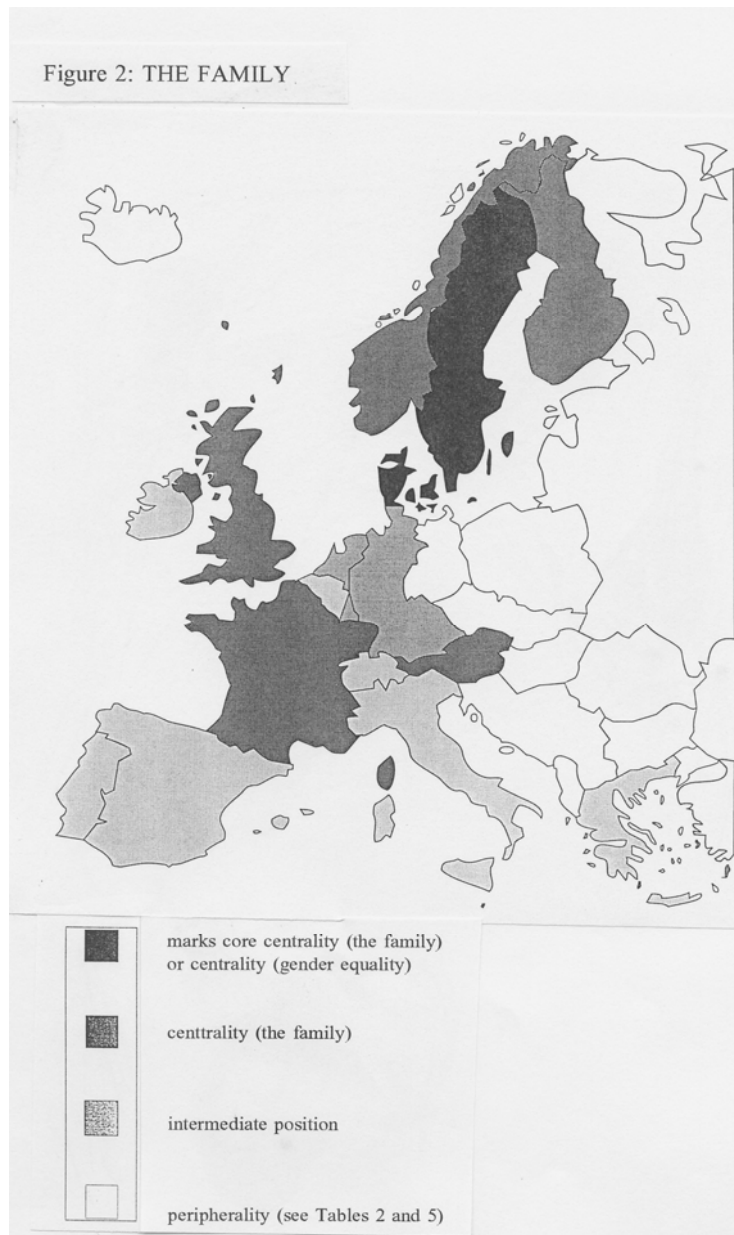 Figure 2: THE FAMILY
marks core centrality (the family)
or centrality (gender equality)
centtrality (the family)
intermediate position
peripherality (see Tables 2 and 5)